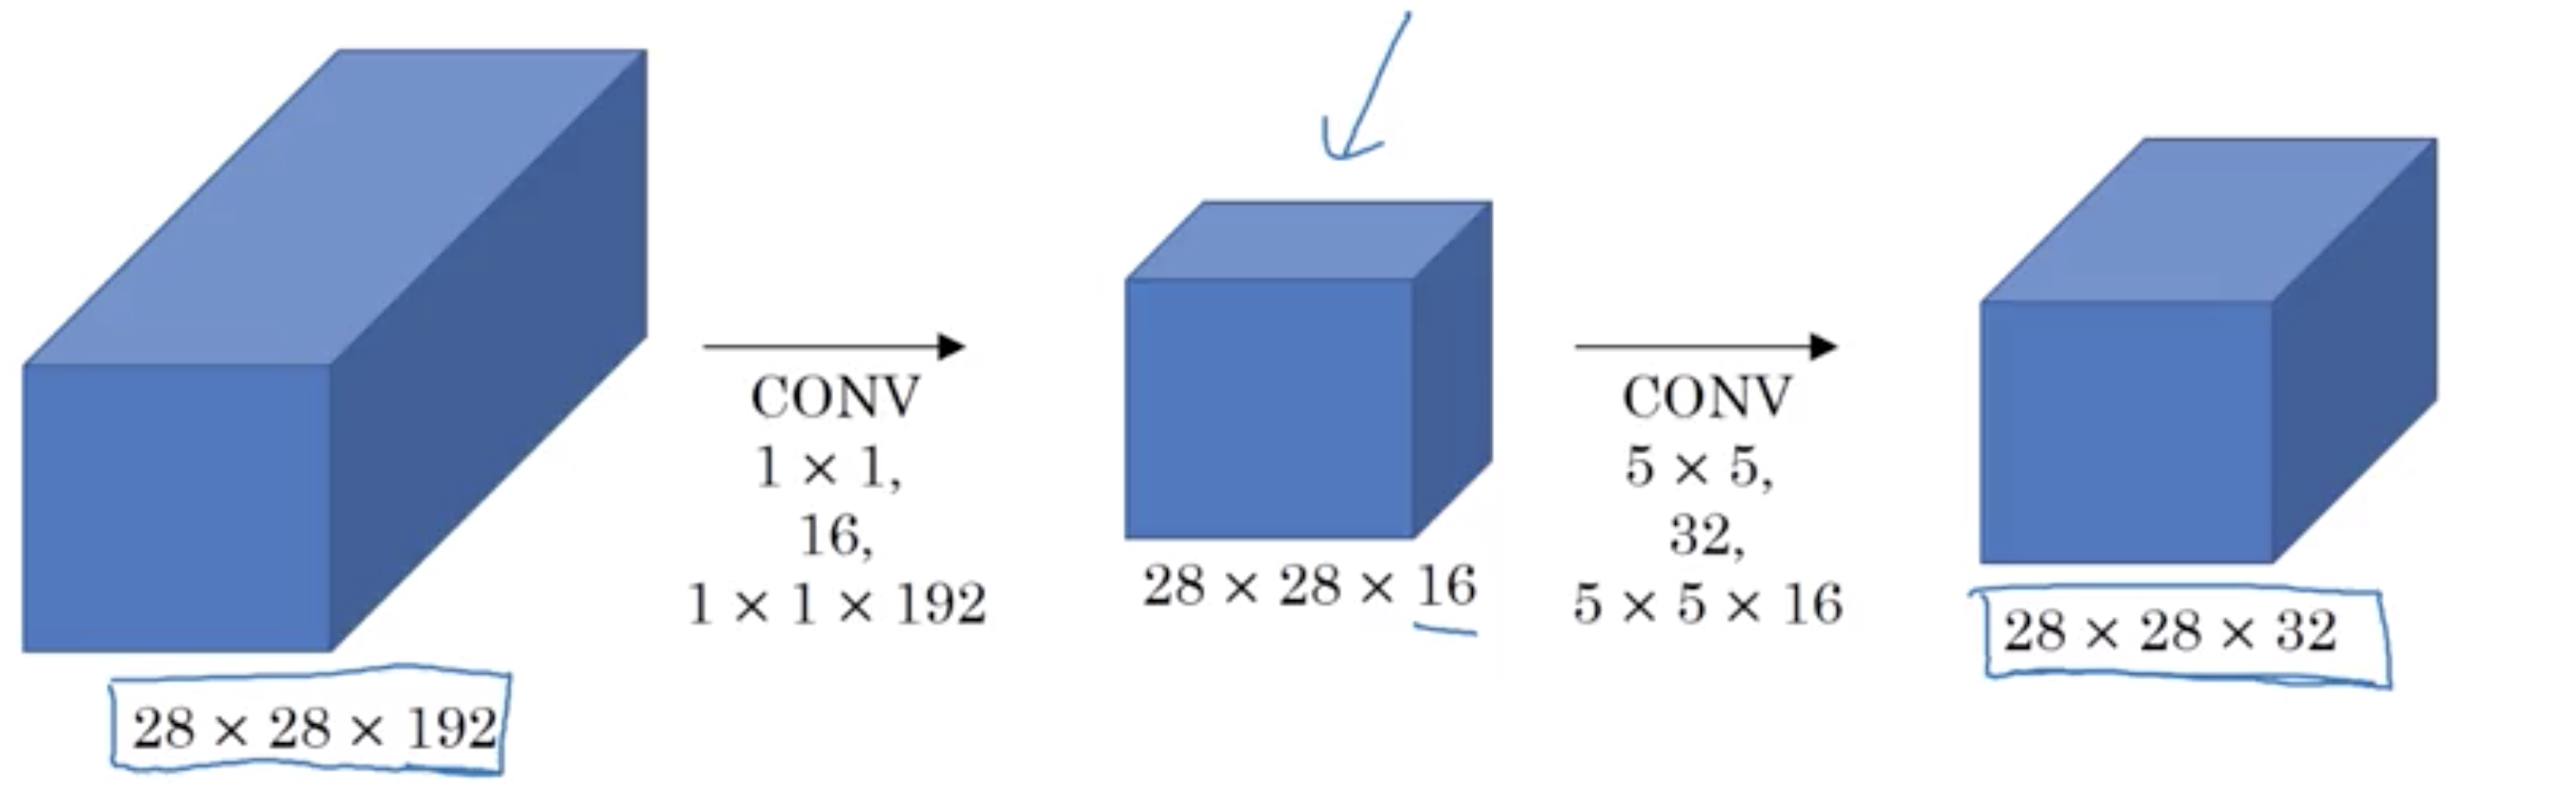 28 × 28 × 192
CONV
1 × 1,
16,
1 × 1 × 192
28 × 28 × 16
CONV
5 × 5,
32,
5 × 5 × 16
28 × 28 × 32